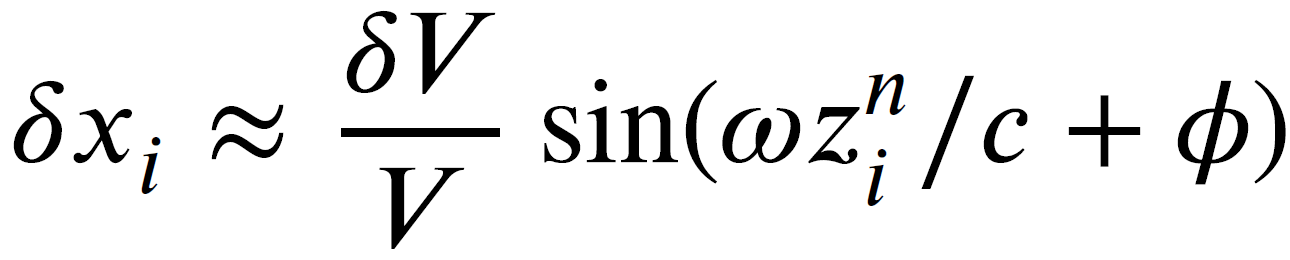 δx_i ≈ δV/V sin(ωz_i^n/c + ϕ)